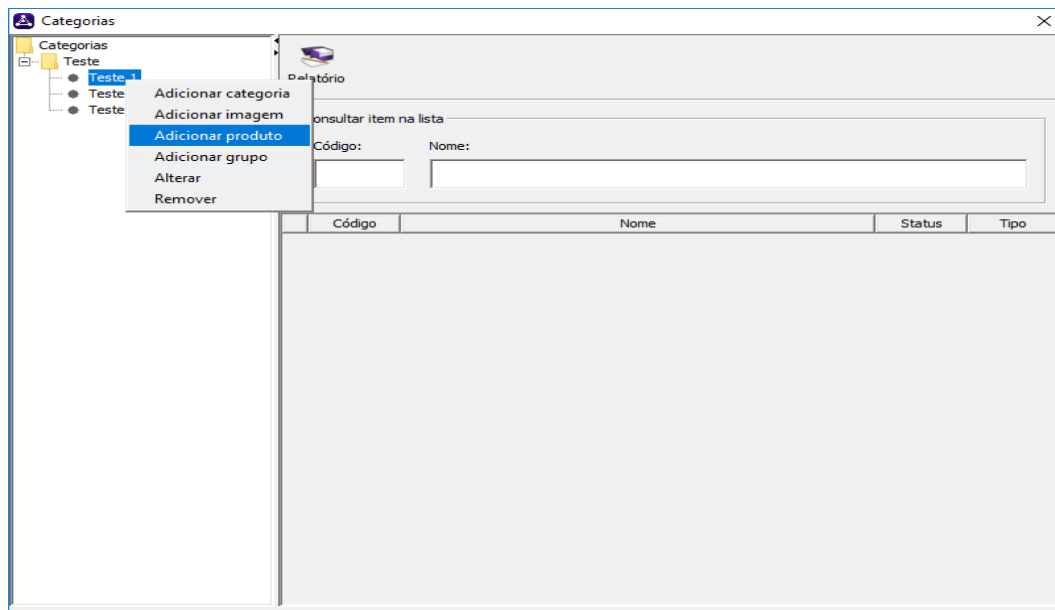 Categorias
Categorias
Teste
Teste 1
Teste
Teste
Adicionar categoria
Adicionar imagem
Adicionar produto
Adicionar grupo
Alterar
Remover
Relatório
onsultar item na lista
Código:
Nome:
Código
Nome
Status
Tipo